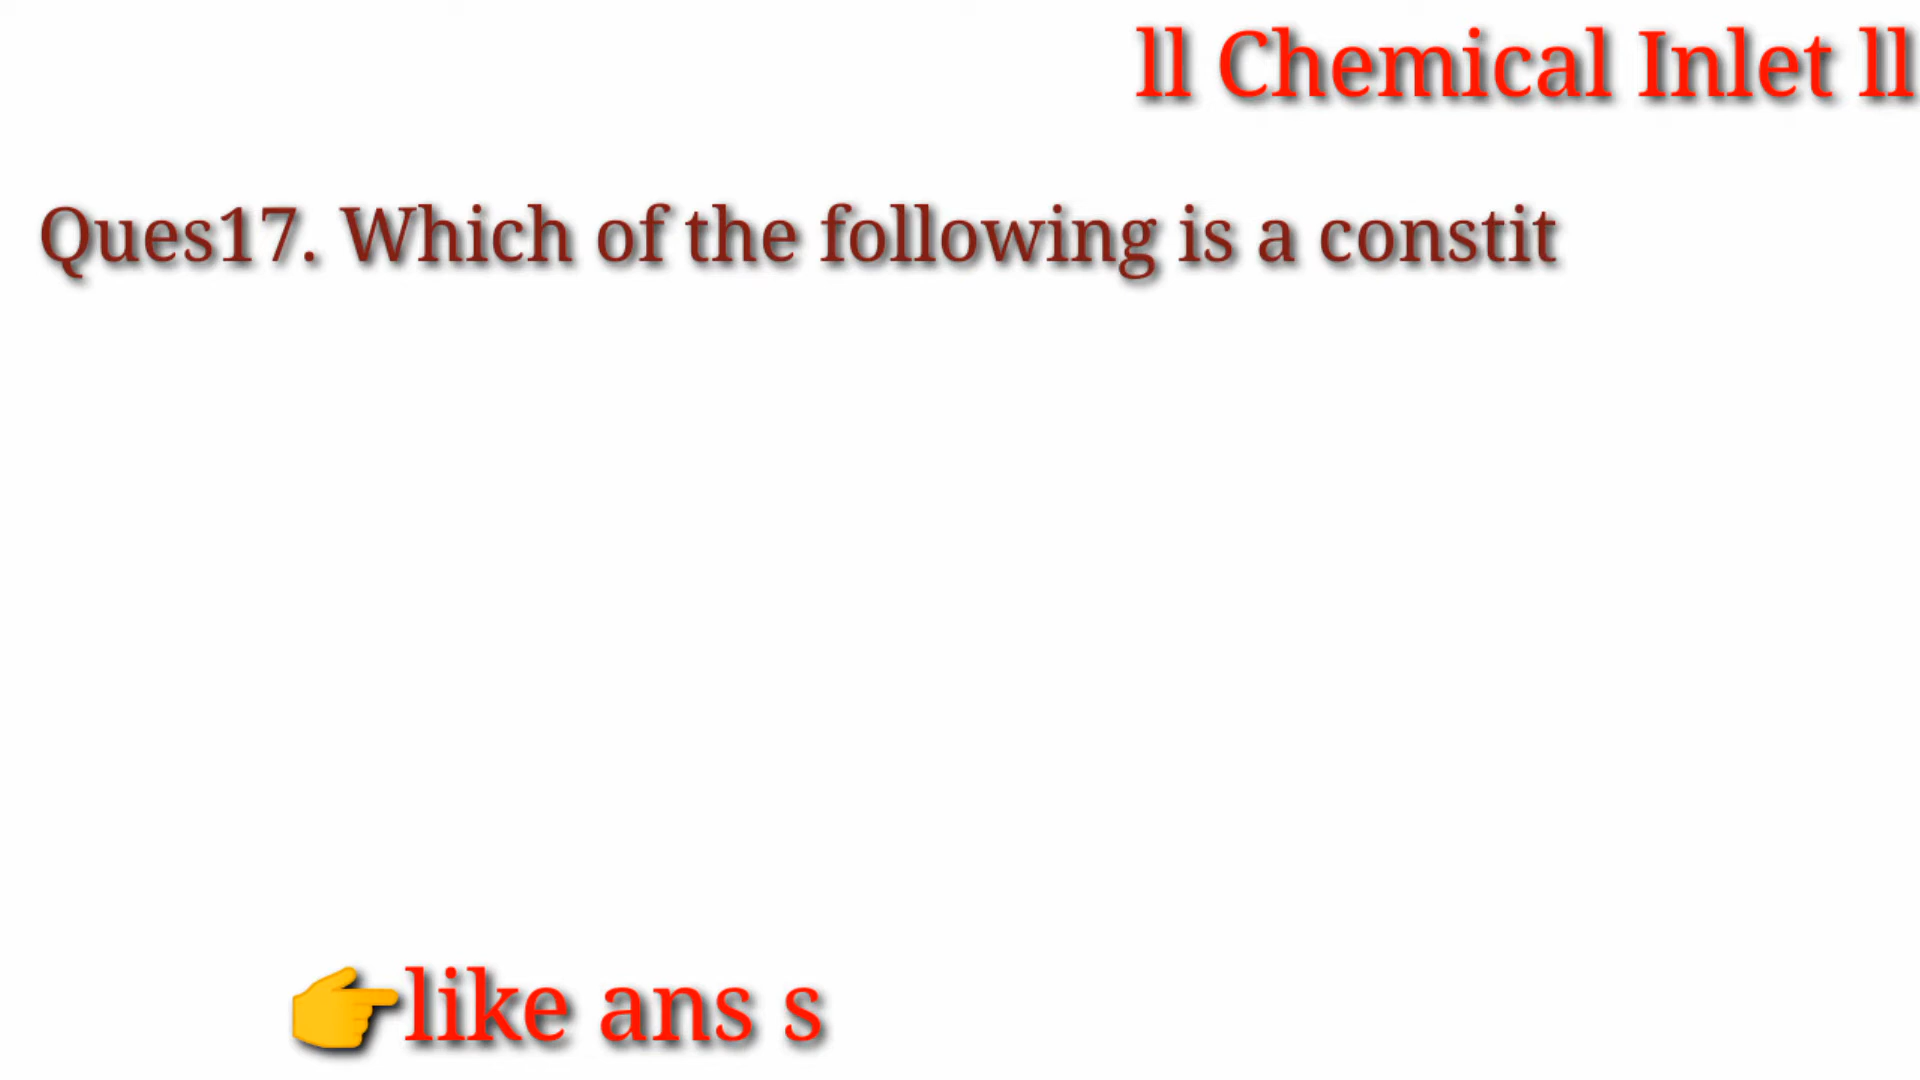 ll Chemical Inlet ll
Ques17. Which of the following is a constit
👉like ans s